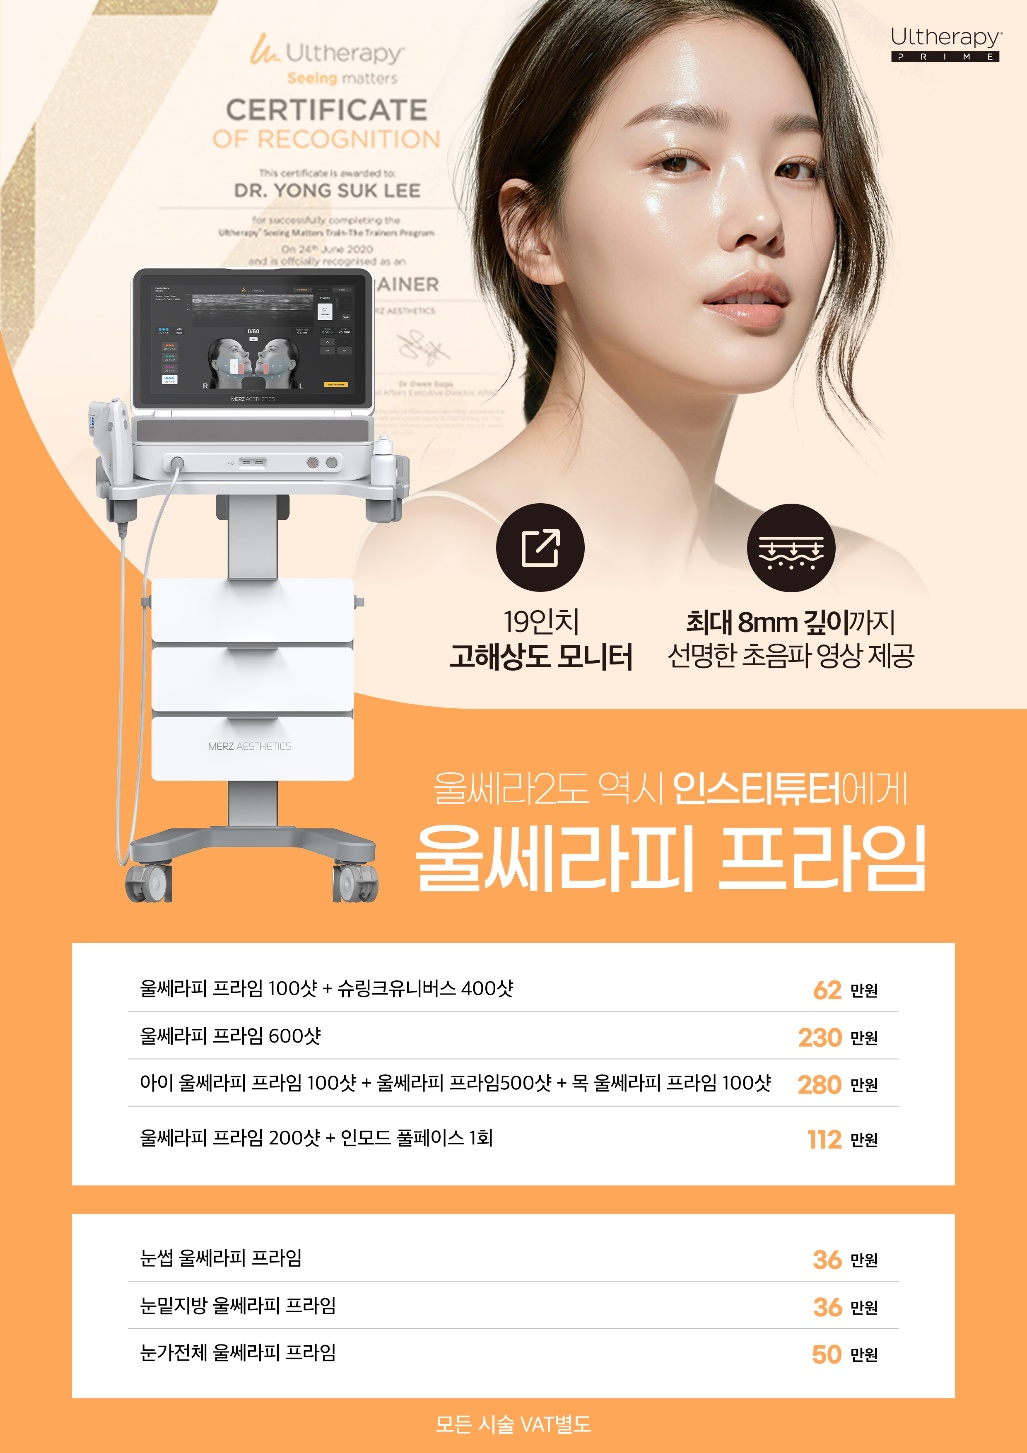 Ultherapy
PRIME
Ultherapy
Seeing matters
CERTIFICATE
OF RECOGNITION
This certificate is awarded to:
DR. YONG SUK LEE
for successfully completing the
Ultherapy® Seeing Matters Train-The Trainers Program
On 24th June 2020
and is offcially recognised as an
AINER
RZ AESTHETICS
Ultherapy
0/60
R L
MERZ AESTHETICS
MERZ AESTHETICS
19인치
고해상도 모니터
최대 8mm 깊이까지
선명한 초음파 영상 제공
울쎄라2도 역시 인스티튜터에게
울쎄라피 프라임
울쎄라피 프라임 100샷 + 슈링크유니버스 400샷 62 만원
울쎄라피 프라임 600샷 230 만원
아이 울쎄라피 프라임 100샷 + 울쎄라피 프라임500샷 + 목 울쎄라피 프라임 100샷 280 만원
울쎄라피 프라임 200샷 + 인모드 풀페이스 1회 112 만원
눈썹 울쎄라피 프라임 36 만원
눈밑지방 울쎄라피 프라임 36 만원
눈가전체 울쎄라피 프라임 50 만원
모든 시술 VAT별도